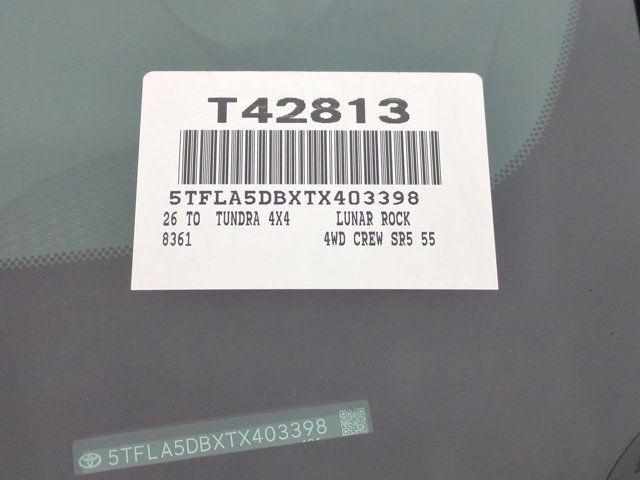 T42813
5TFLA5DBXTX403398
26 TO TUNDRA 4X4 LUNAR ROCK
8361 4WD CREW SR5 55
5TFLA5DBXTX403398